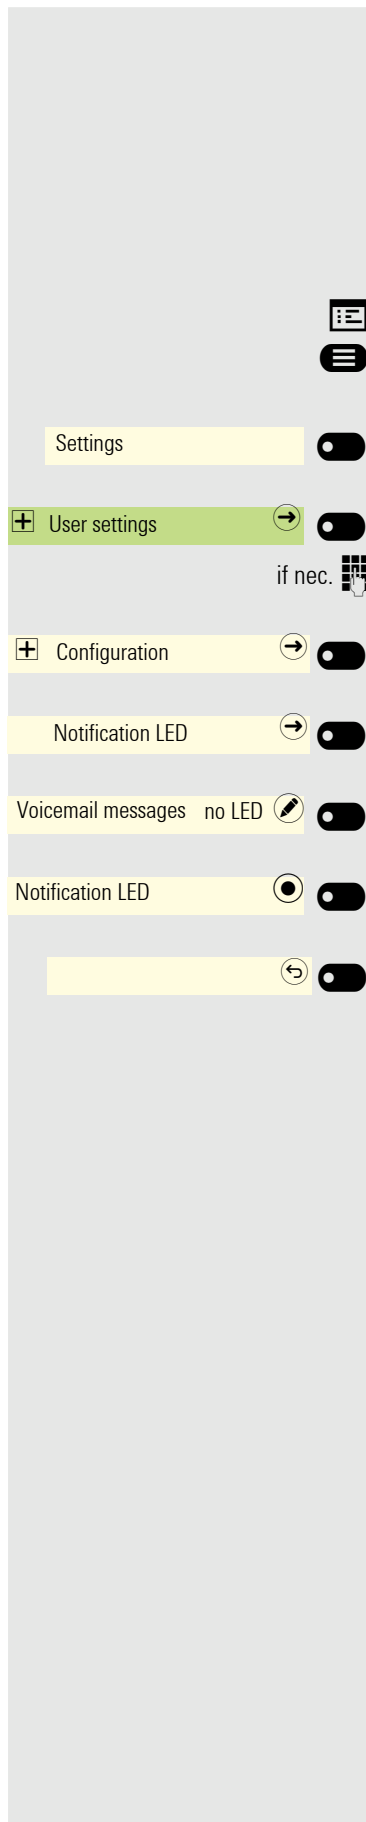 Settings
User settings
if nec.
Configuration
Notification LED
Voicemail messages no LED
Notification LED